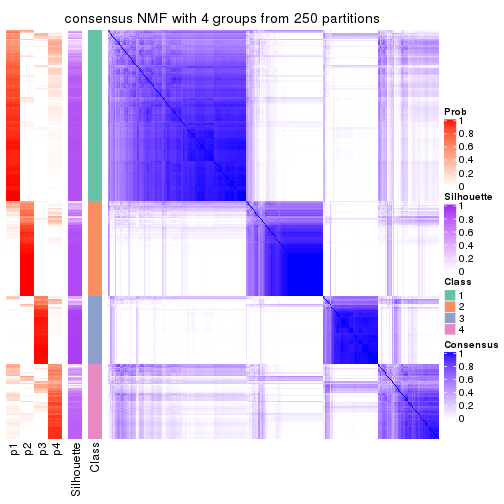 consensus NMF with 4 groups from 250 partitions
Prob
1
0.8
0.6
0.4
0.2
0
Silhouette
1
0.8
0.6
0.4
0.2
0
Class
1
2
3
4
Consensus
1
0.8
0.6
0.4
0.2
0
p1
p2
p3
p4
Silhouette
Class